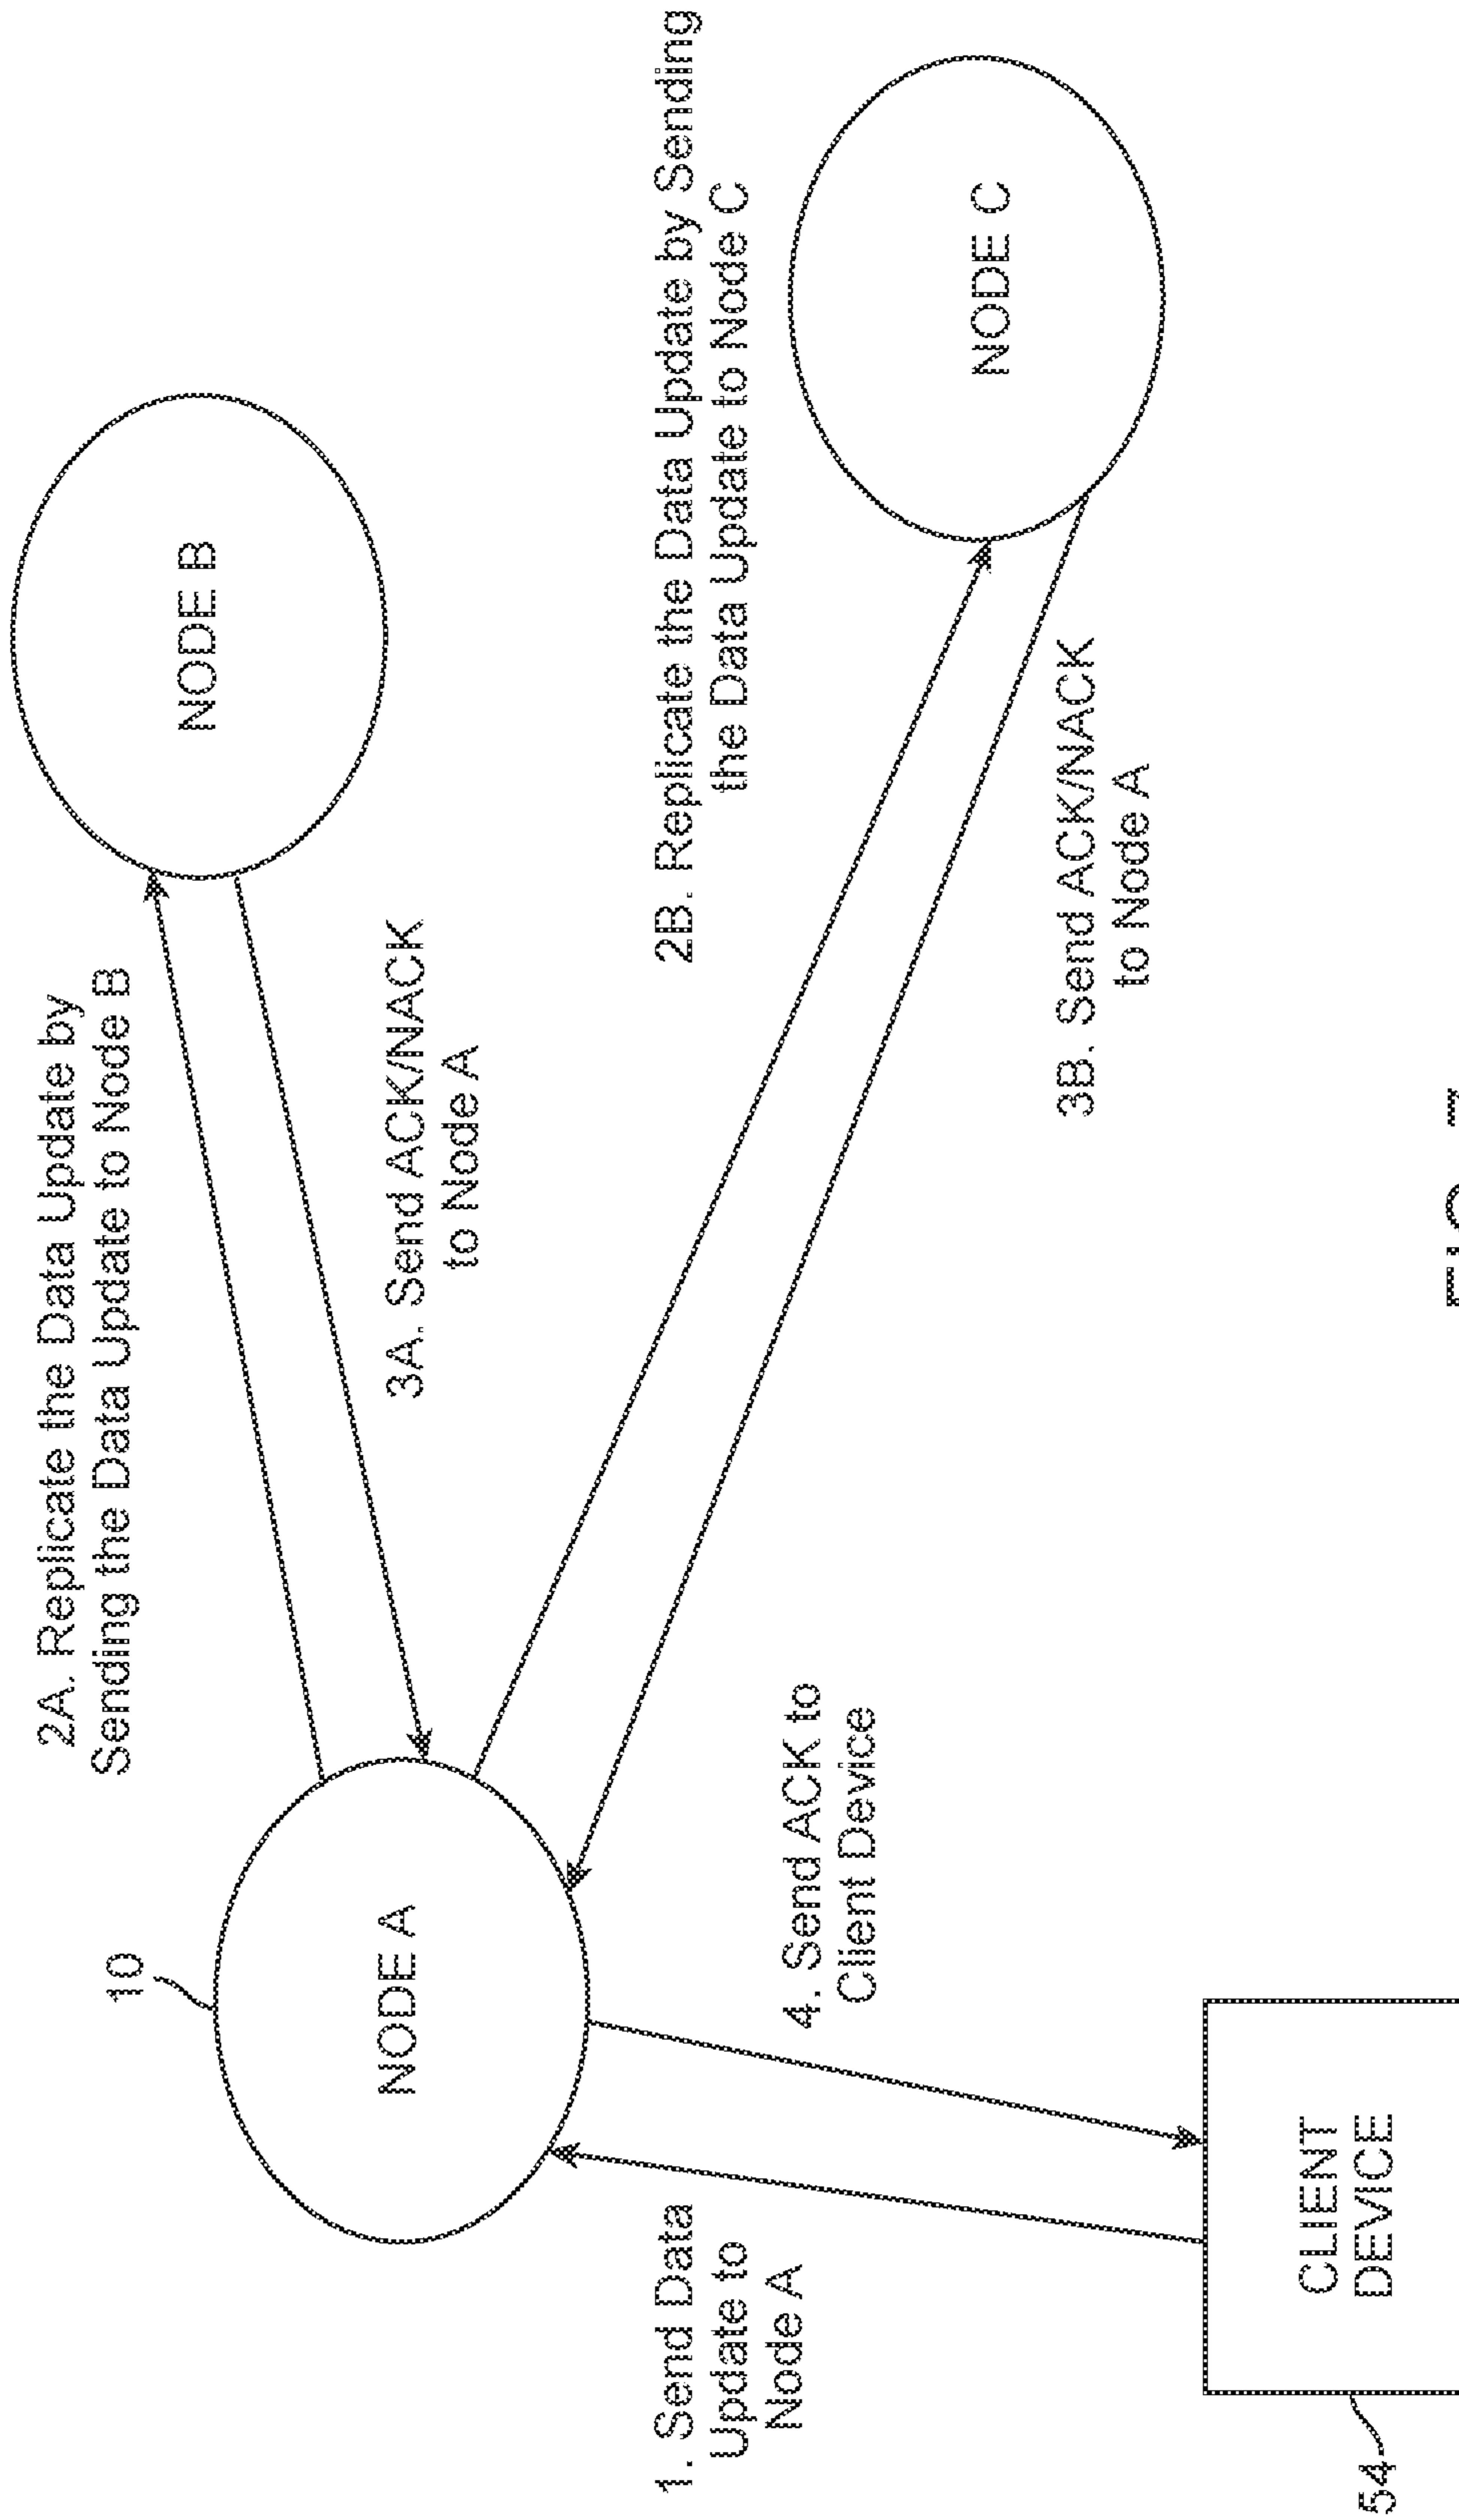 2A. Replicate the Data Update by
Sending the Data Update to Node B
NODE B
10
NODE A
3A. Send ACK/NACK
to Node A
2B. Replicate the Data Update by Sending
the Data Update to Node C
NODE C
1. Send Data
Update to
Node A
4. Send ACK to
Client Device
3B. Send ACK/NACK
to Node A
CLIENT
DEVICE
54